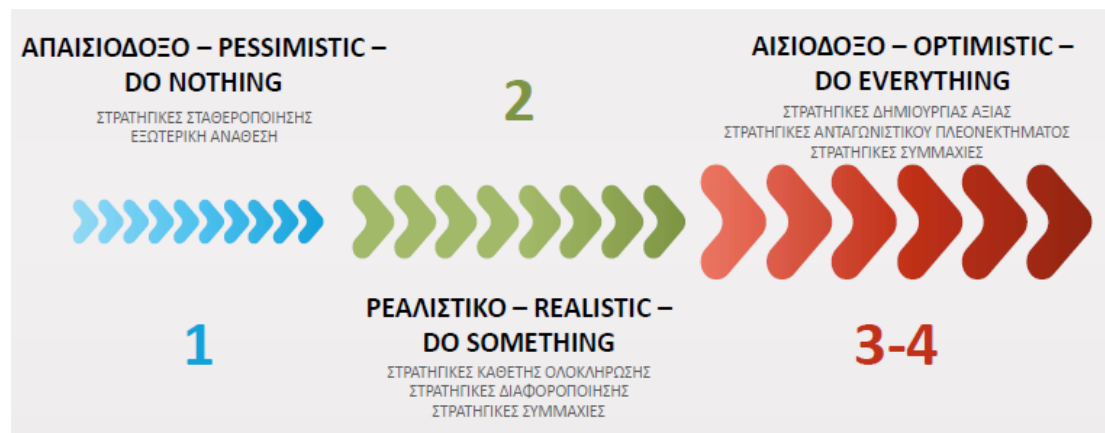 ΑΠΑΙΣΙΟΔΟΞΟ – PESSIMISTIC –
DO NOTHING
ΣΤΡΑΤΗΓΙΚΕΣ ΣΤΑΘΕΡΟΠΟΙΗΣΗΣ
ΕΞΩΤΕΡΙΚΗ ΑΝΑΘΕΣΗ
1
2
ΡΕΑΛΙΣΤΙΚΟ – REALISTIC –
DO SOMETHING
ΣΤΡΑΤΗΓΙΚΕΣ ΚΑΘΕΤΗΣ ΟΛΟΚΛΗΡΩΣΗΣ
ΣΤΡΑΤΗΓΙΚΕΣ ΔΙΑΦΟΡΟΠΟΙΗΣΗΣ
ΣΤΡΑΤΗΓΙΚΕΣ ΣΥΜΜΑΧΙΕΣ
ΑΙΣΙΟΔΟΞΟ – OPTIMISTIC –
DO EVERYTHING
ΣΤΡΑΤΗΓΙΚΕΣ ΔΗΜΙΟΥΡΓΙΑΣ ΑΞΙΑΣ
ΣΤΡΑΤΗΓΙΚΕΣ ΑΝΤΑΓΩΝΙΣΤΙΚΟΥ ΠΛΕΟΝΕΚΤΗΜΑΤΟΣ
ΣΤΡΑΤΗΓΙΚΕΣ ΣΥΜΜΑΧΙΕΣ
3-4